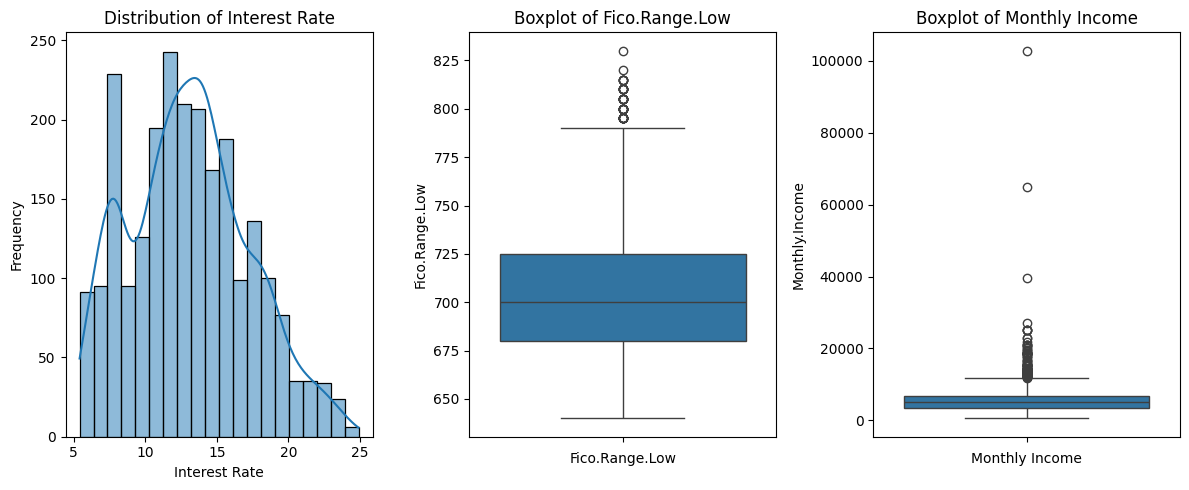 Distribution of Interest Rate
250
200
150
100
50
0
Frequency
5
10
15
20
25
Interest Rate
Boxplot of Fico.Range.Low
825
800
775
750
725
700
675
650
Fico.Range.Low
Fico.Range.Low
Boxplot of Monthly Income
100000
80000
60000
40000
20000
0
Monthly.Income
Monthly Income